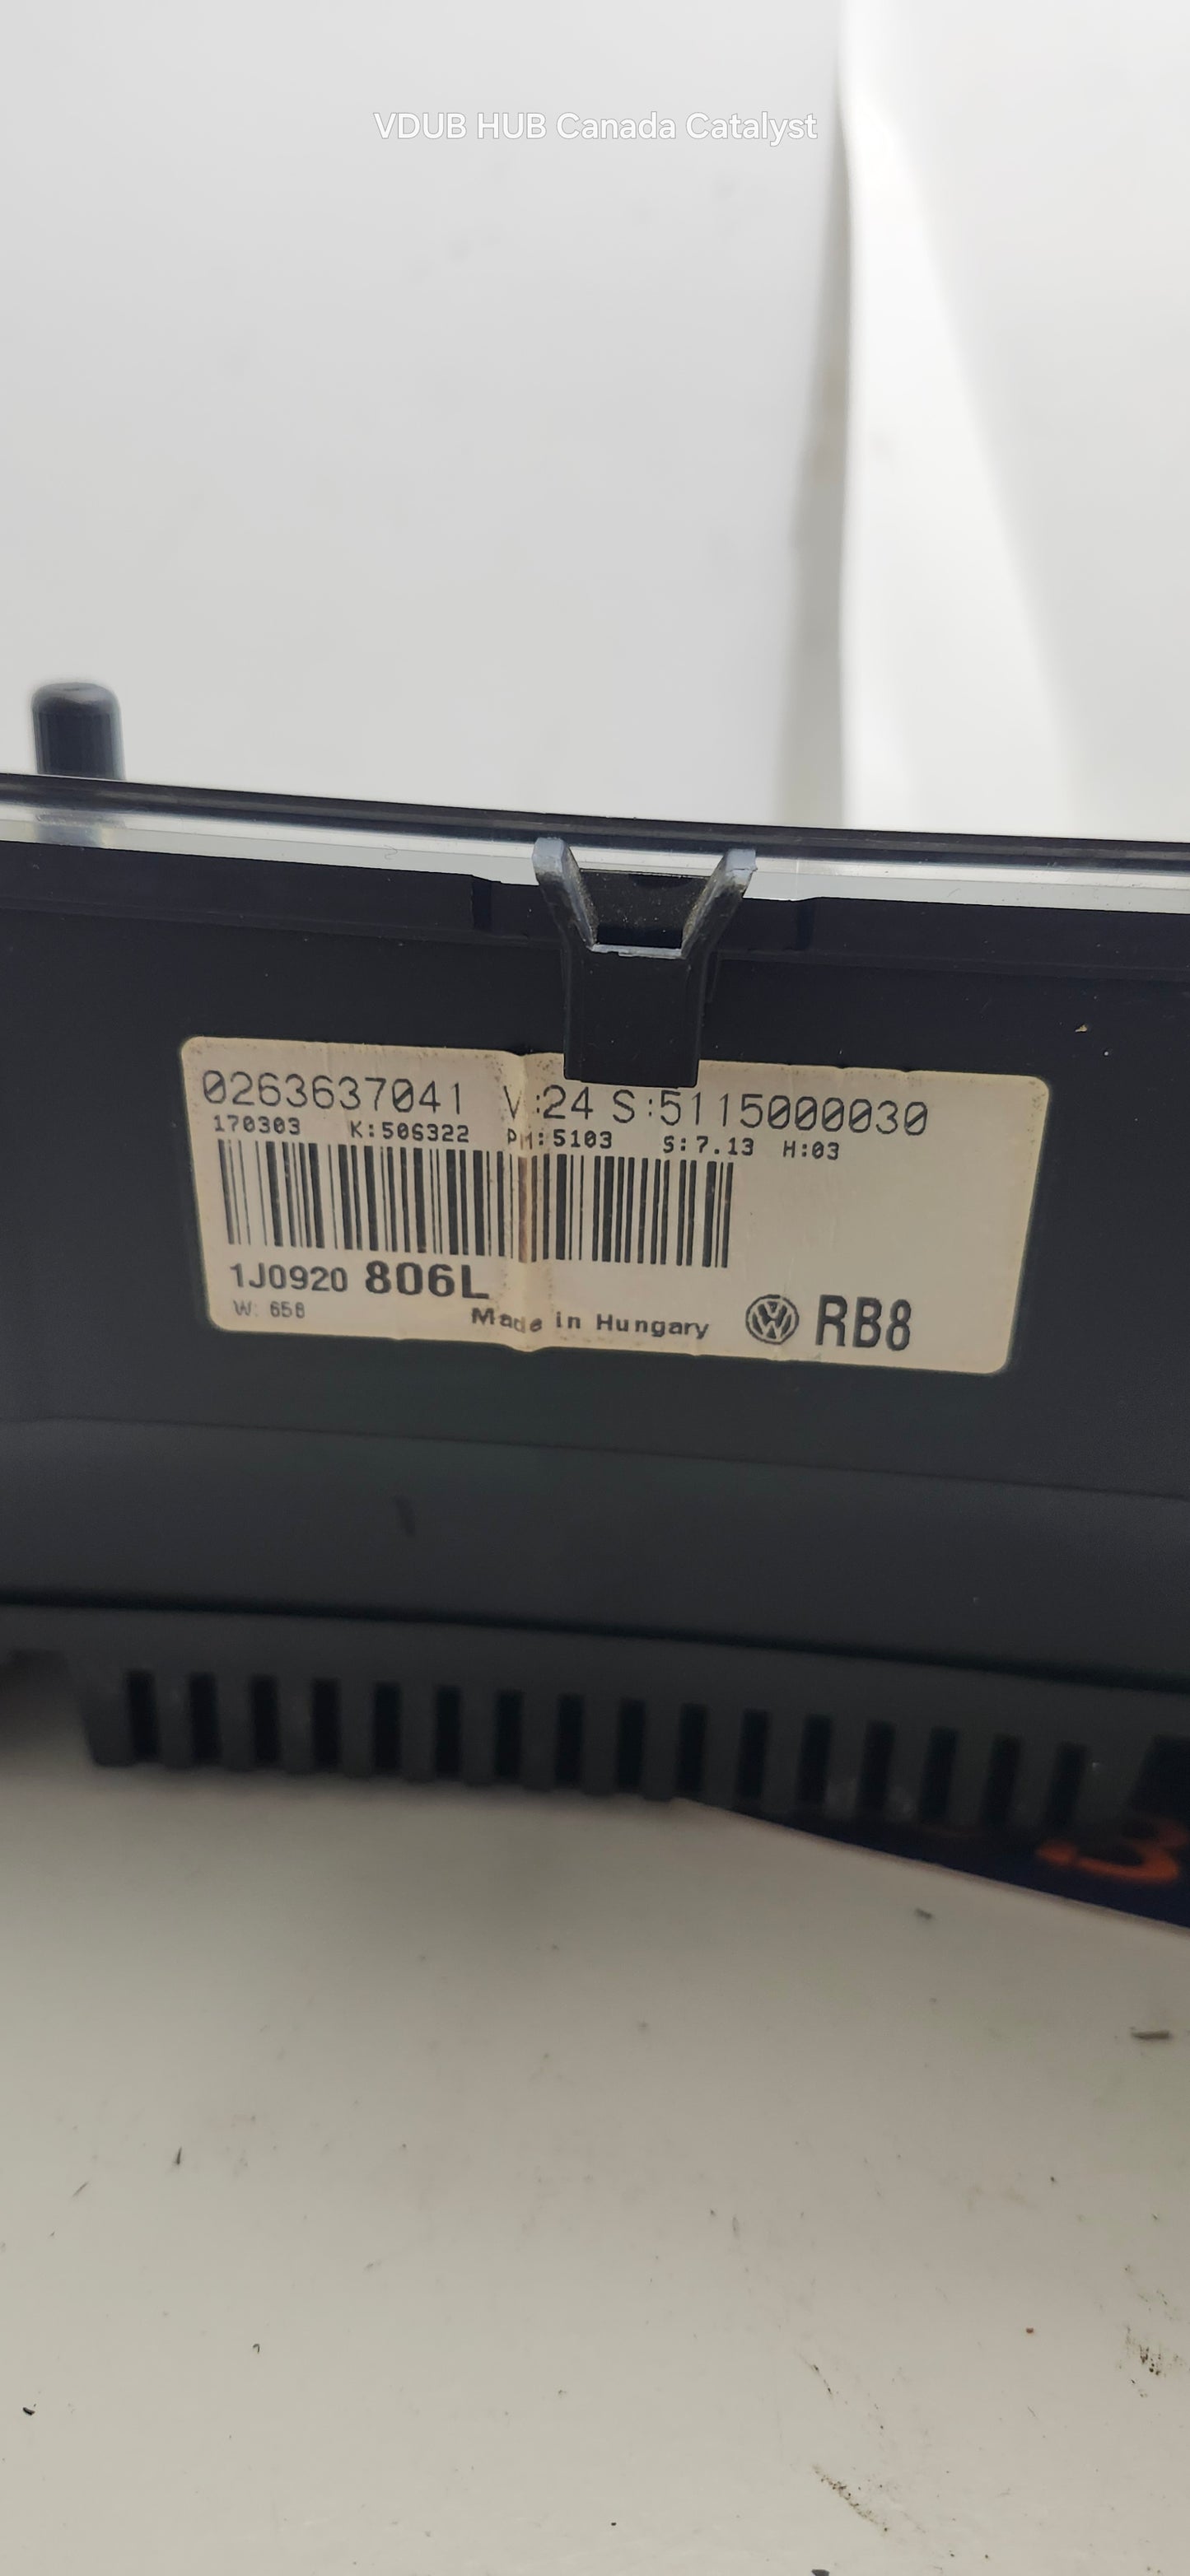 VDUB HUB Canada Catalyst
0263637041 V:24 S:5115000030
170303 K:506322 PM:5103 S:7.13 H:03
1J0920 806L
W: 658 Made in Hungary RB8
3